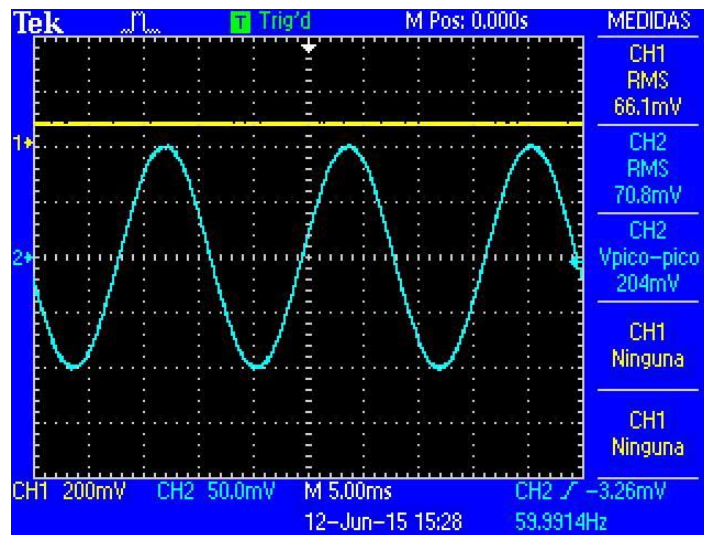 Tek T Trig'd M Pos: 0.000s MEDIDAS
CH1
RMS
66.1mV
1
CH2
RMS
70.8mV
CH2
2 Vpico-pico
204mV
CH1
Ninguna
CH1
Ninguna
CH1 200mV CH2 50.0mV M 5.00ms CH2 -3.26mV
12-Jun-15 15:28 59.9914Hz